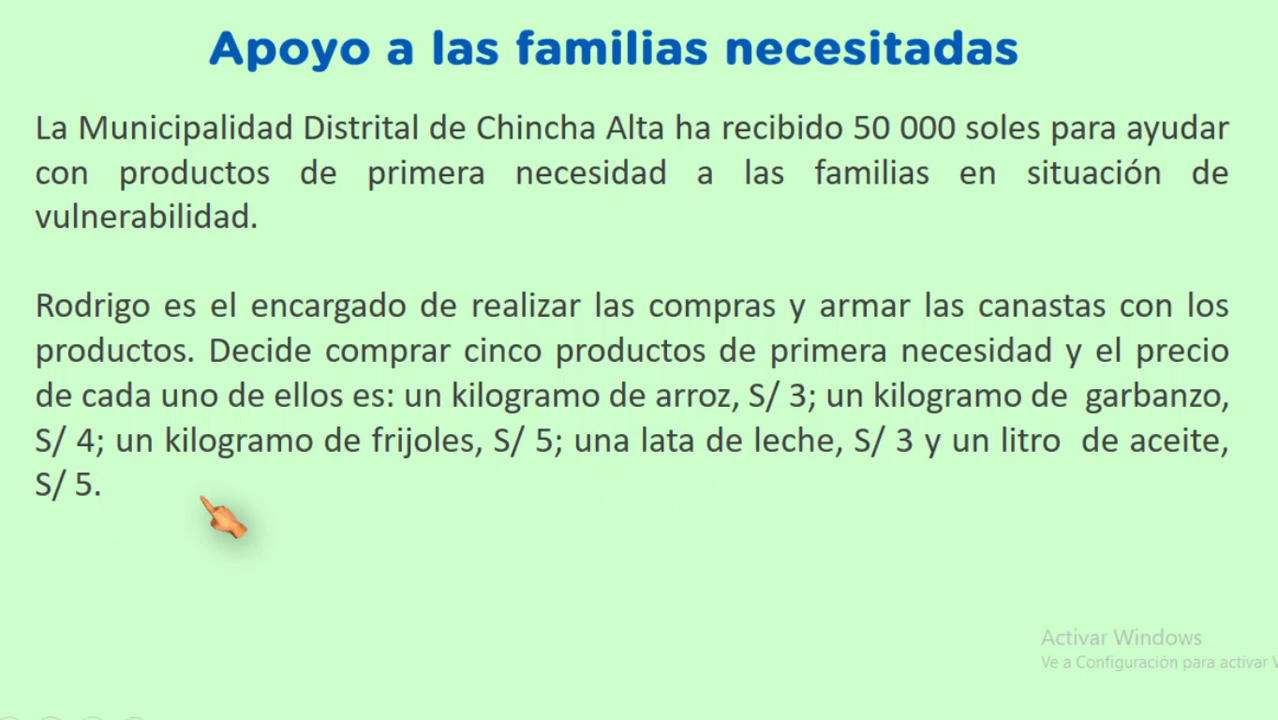 Apoyo a las familias necesitadas
La Municipalidad Distrital de Chincha Alta ha recibido 50 000 soles para ayudar
con productos de primera necesidad a las familias en situación de
vulnerabilidad.
Rodrigo es el encargado de realizar las compras y armar las canastas con los
productos. Decide comprar cinco productos de primera necesidad y el precio
de cada uno de ellos es: un kilogramo de arroz, S/ 3; un kilogramo de garbanzo,
S/ 4; un kilogramo de frijoles, S/ 5; una lata de leche, S/ 3 y un litro de aceite,
S/ 5.
Activar Windows
Ve a Configuración para activar